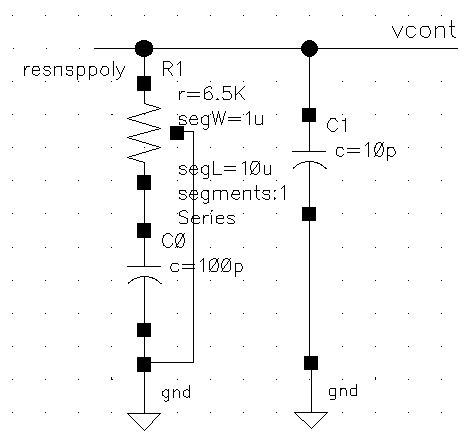 vcont
resnsppoly
R1
r=6.5K
segW=1u
C1
c=10p
segL=10u
segments:1
Series
C0
c=100p
gnd
gnd